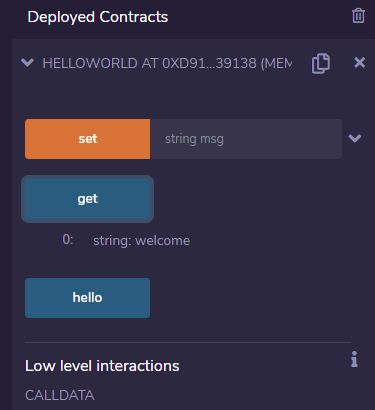 Deployed Contracts
HELLOWORLD AT 0XD91...39138 (MEM
set string msg
get
0: string: welcome
hello
Low level interactions
CALLDATA